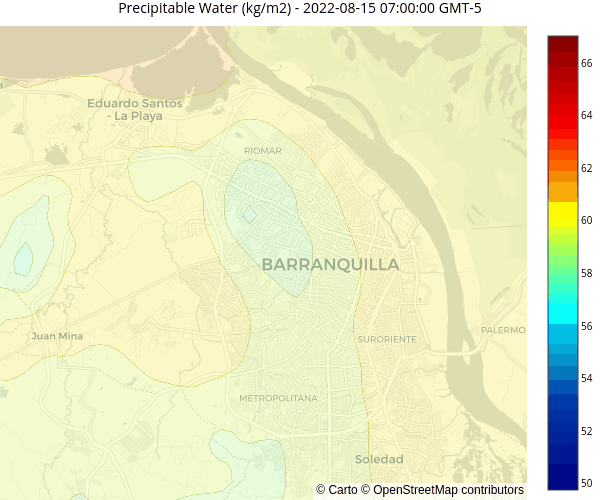 Precipitable Water (kg/m2) - 2022-08-15 07:00:00 GMT-5
66
Eduardo Santos
- La Playa
64
RIOMAR
62
60
BARRANQUILLA
58
56
Juan Mina
PALERMO
SURORIENTE
54
METROPOLITANA
52
Soledad
50
© Carto © OpenStreetMap contributors